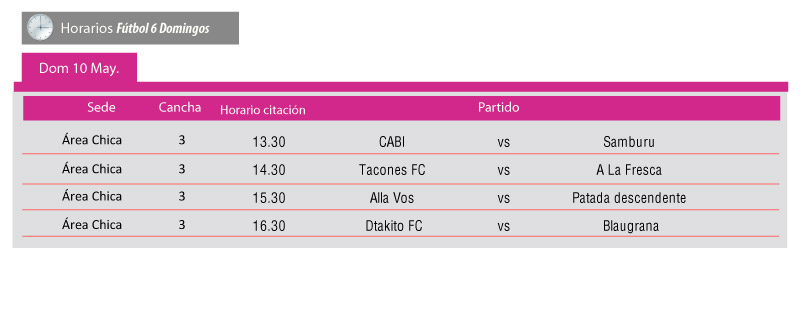 Horarios Fútbol 6 Domingos
Dom 10 May.
Sede Cancha Horario citación Partido
Área Chica 3 13.30 CABI vs Samburu
Área Chica 3 14.30 Tacones FC vs A La Fresca
Área Chica 3 15.30 Alla Vos vs Patada descendente
Área Chica 3 16.30 Dtakito FC vs Blaugrana